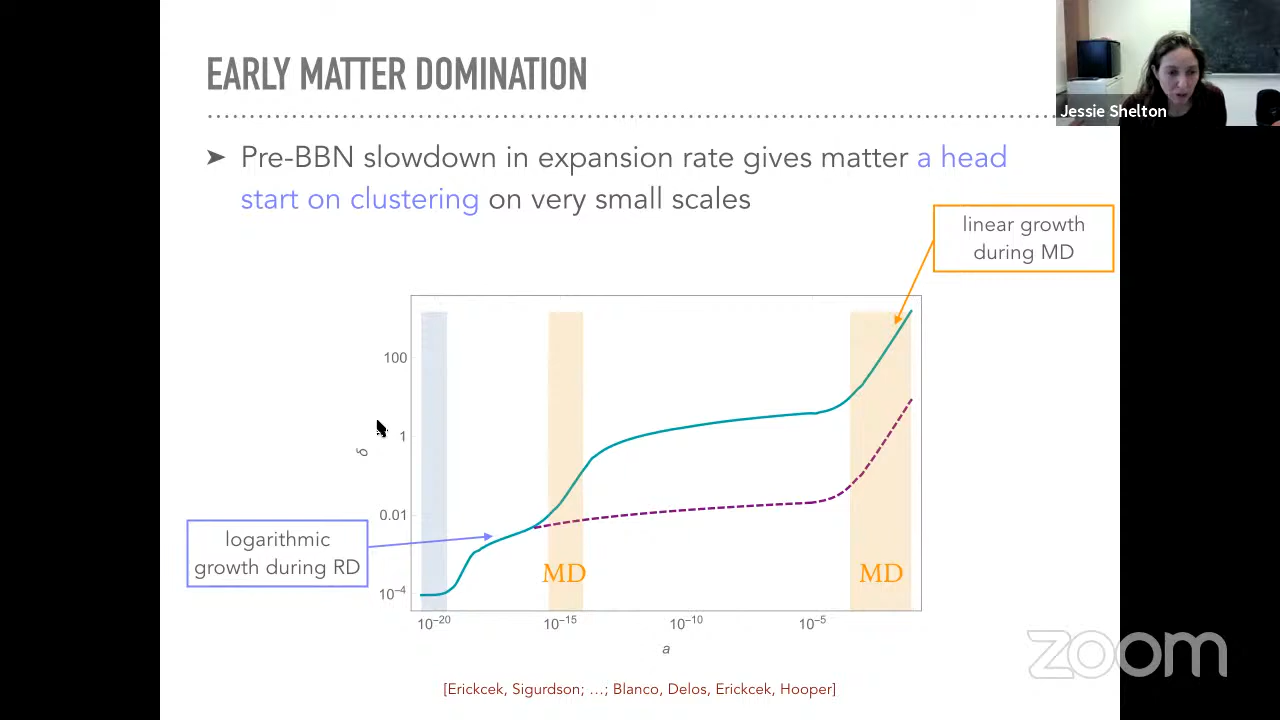 EARLY MATTER DOMINATION
Jessie Shelton
➤ Pre-BBN slowdown in expansion rate gives matter a head
start on clustering on very small scales
linear growth
during MD
100
1
0.01
10⁻⁴
δ
logarithmic
growth during RD
MD
MD
10⁻²⁰
10⁻¹⁵
10⁻¹⁰
10⁻⁵
a
zoom
[Erickcek, Sigurdson; …; Blanco, Delos, Erickcek, Hooper]